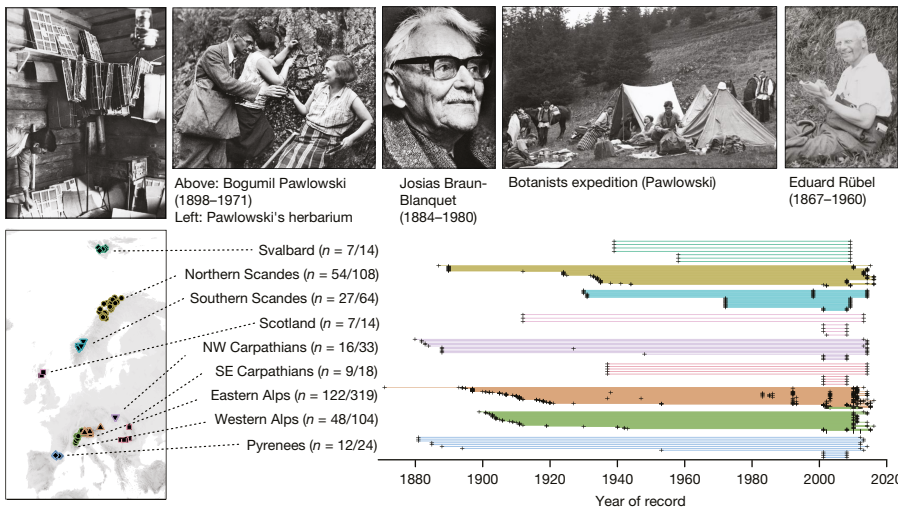 Above: Bogumil Pawlowski
(1898–1971)
Left: Pawlowski's herbarium
Josias Braun-
Blanquet
(1884–1980)
Botanists expedition (Pawlowski)
Eduard Rübel
(1867–1960)
Svalbard (n = 7/14)
Northern Scandes (n = 54/108)
Southern Scandes (n = 27/64)
Scotland (n = 7/14)
NW Carpathians (n = 16/33)
SE Carpathians (n = 9/18)
Eastern Alps (n = 122/319)
Western Alps (n = 48/104)
Pyrenees (n = 12/24)
1880 1900 1920 1940 1960 1980 2000 2020
Year of record